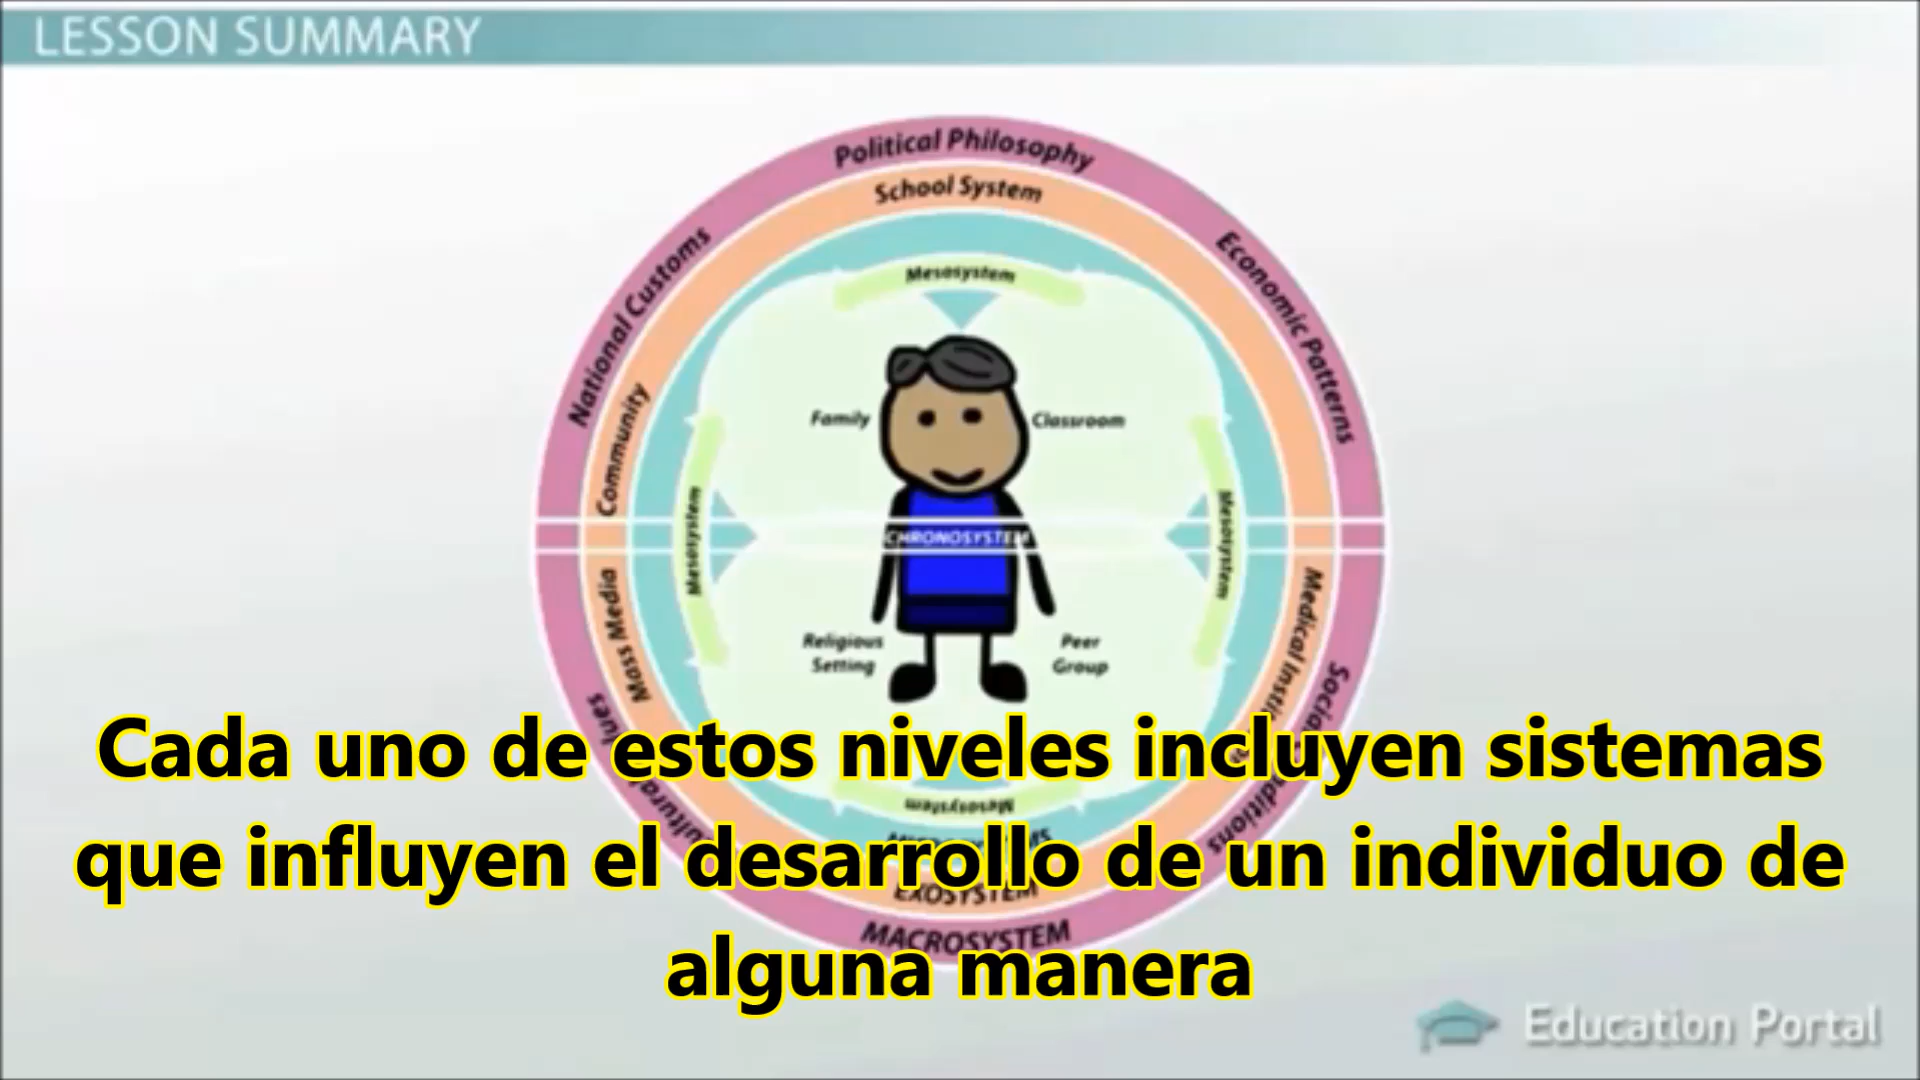 LESSON SUMMARY
Political Philosophy
School System
National Customs
Economic Patterns
Mesosystem
Community
Family
Classroom
Mesosystem
Mesosystem
CHRONOSYSTEM
Mass Media
Medical
Religious
Setting
Peer
Group
Mesosystem
EXOSYSTEM
MACROSYSTEM
Cada uno de estos niveles incluyen sistemas
que influyen el desarrollo de un individuo de
alguna manera
Education Portal